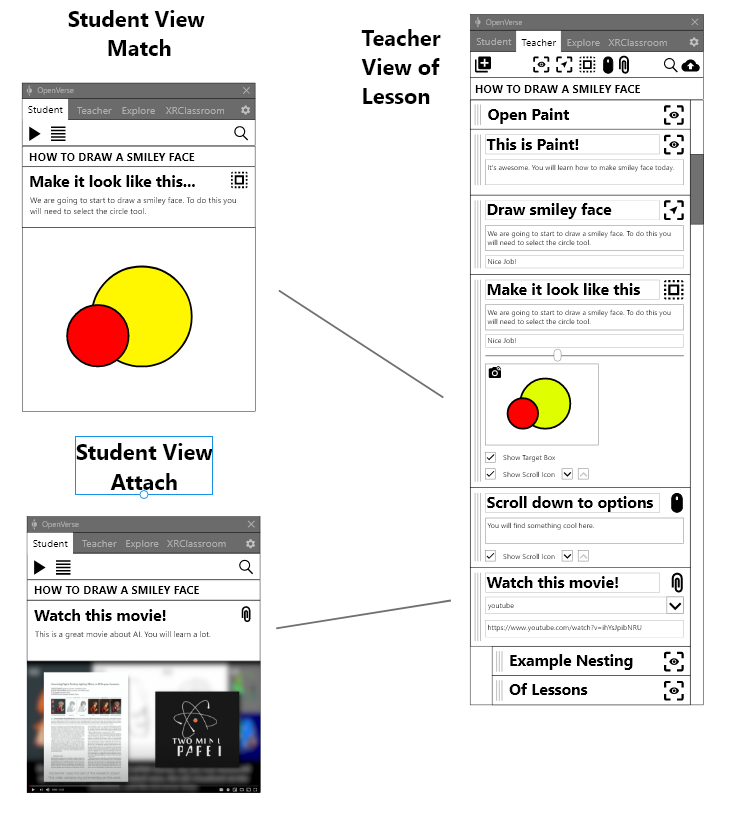 Student View
Match
OpenVerse
Student Teacher Explore XRClassroom
HOW TO DRAW A SMILEY FACE
Make it look like this...
We are going to start to draw a smiley face. To do this you
will need to select the circle tool.
Student View
Attach
OpenVerse
Student Teacher Explore XRClassroom
HOW TO DRAW A SMILEY FACE
Watch this movie!
This is a great movie about AI. You will learn a lot.
TWO MIN
PAPE
Teacher
View of
Lesson
OpenVerse
Student Teacher Explore XRClassroom
HOW TO DRAW A SMILEY FACE
Open Paint
This is Paint!
It's awesome. You will learn how to make smiley face today.
Draw smiley face
We are going to start to draw a smiley face. To do this you
will need to select the circle tool.
Nice Job!
Make it look like this
We are going to start to draw a smiley face. To do this you
will need to select the circle tool.
Nice Job!
Show Target Box
Show Scroll Icon
Scroll down to options
You will find something cool here.
Show Scroll Icon
Watch this movie!
youtube
Example Nesting
Of Lessons